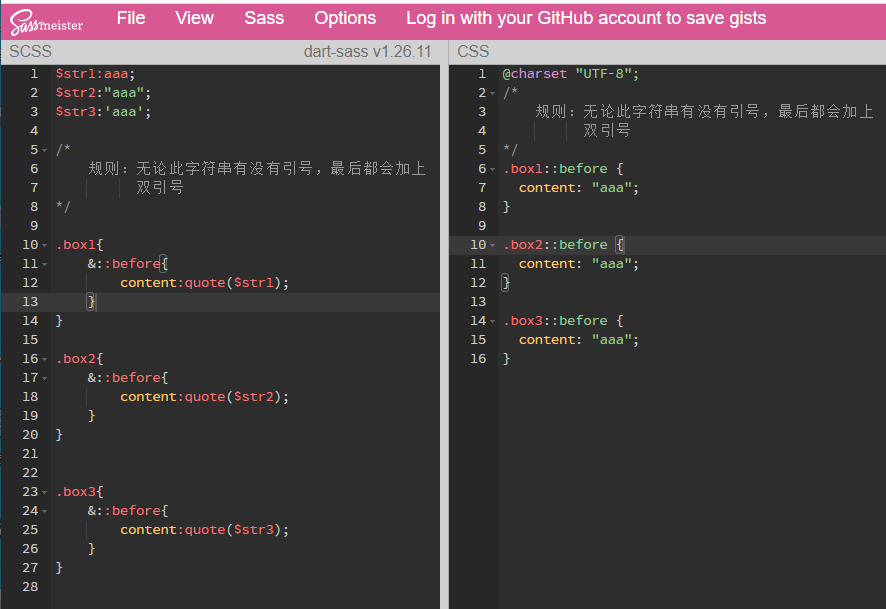 Sassmeister File View Sass Options Log in with your GitHub account to save gists
SCSS dart-sass v1.26.11
1 $str1:aaa;
2 $str2:"aaa";
3 $str3:'aaa';
4
5 /*
6 规则：无论此字符串有没有引号，最后都会加上
7 双引号
8 */
9
10 .box1{
11 &::before{
12 content:quote($str1);
13 }
14 }
15
16 .box2{
17 &::before{
18 content:quote($str2);
19 }
20 }
21
22
23 .box3{
24 &::before{
25 content:quote($str3);
26 }
27 }
28
CSS
1 @charset "UTF-8";
2 /*
3 规则：无论此字符串有没有引号，最后都会加上
4 双引号
5 */
6 .box1::before {
7 content: "aaa";
8 }
9
10 .box2::before {
11 content: "aaa";
12 }
13
14 .box3::before {
15 content: "aaa";
16 }